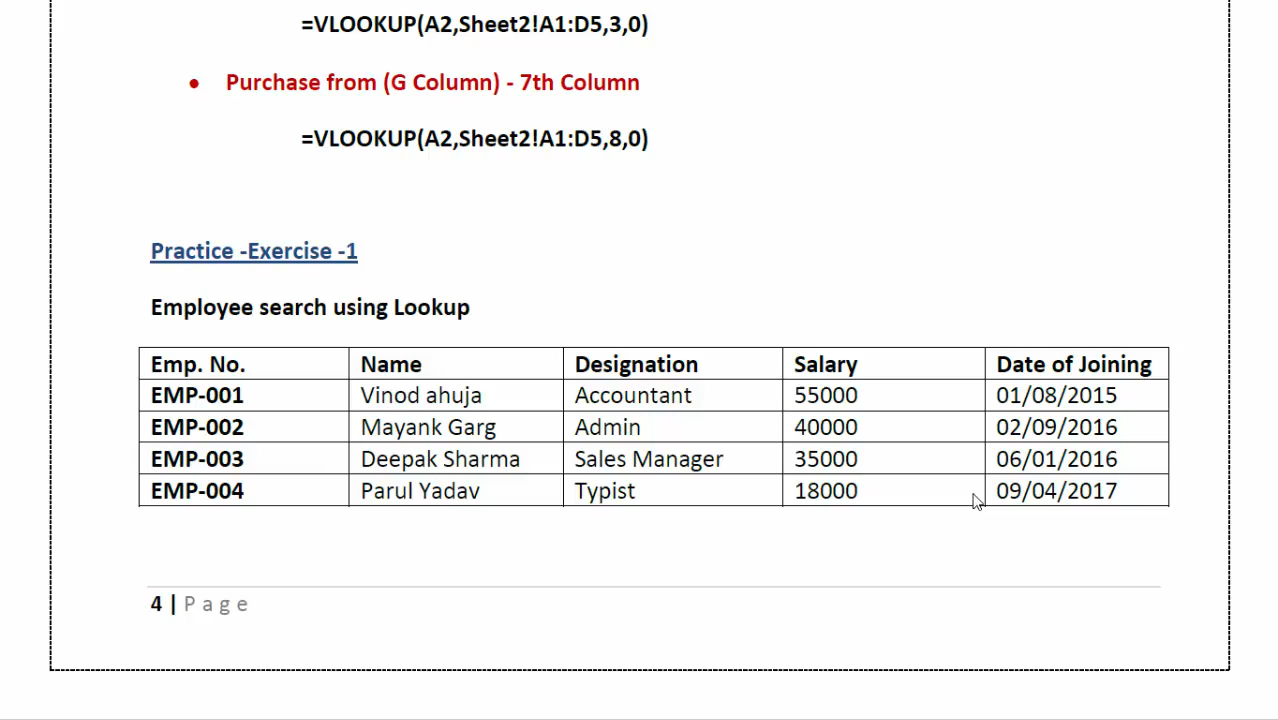 =VLOOKUP(A2,Sheet2!A1:D5,3,0)
• Purchase from (G Column) - 7th Column
=VLOOKUP(A2,Sheet2!A1:D5,8,0)
Practice -Exercise -1
Employee search using Lookup
Emp. No. Name Designation Salary Date of Joining
EMP-001 Vinod ahuja Accountant 55000 01/08/2015
EMP-002 Mayank Garg Admin 40000 02/09/2016
EMP-003 Deepak Sharma Sales Manager 35000 06/01/2016
EMP-004 Parul Yadav Typist 18000 09/04/2017
4 | P a g e